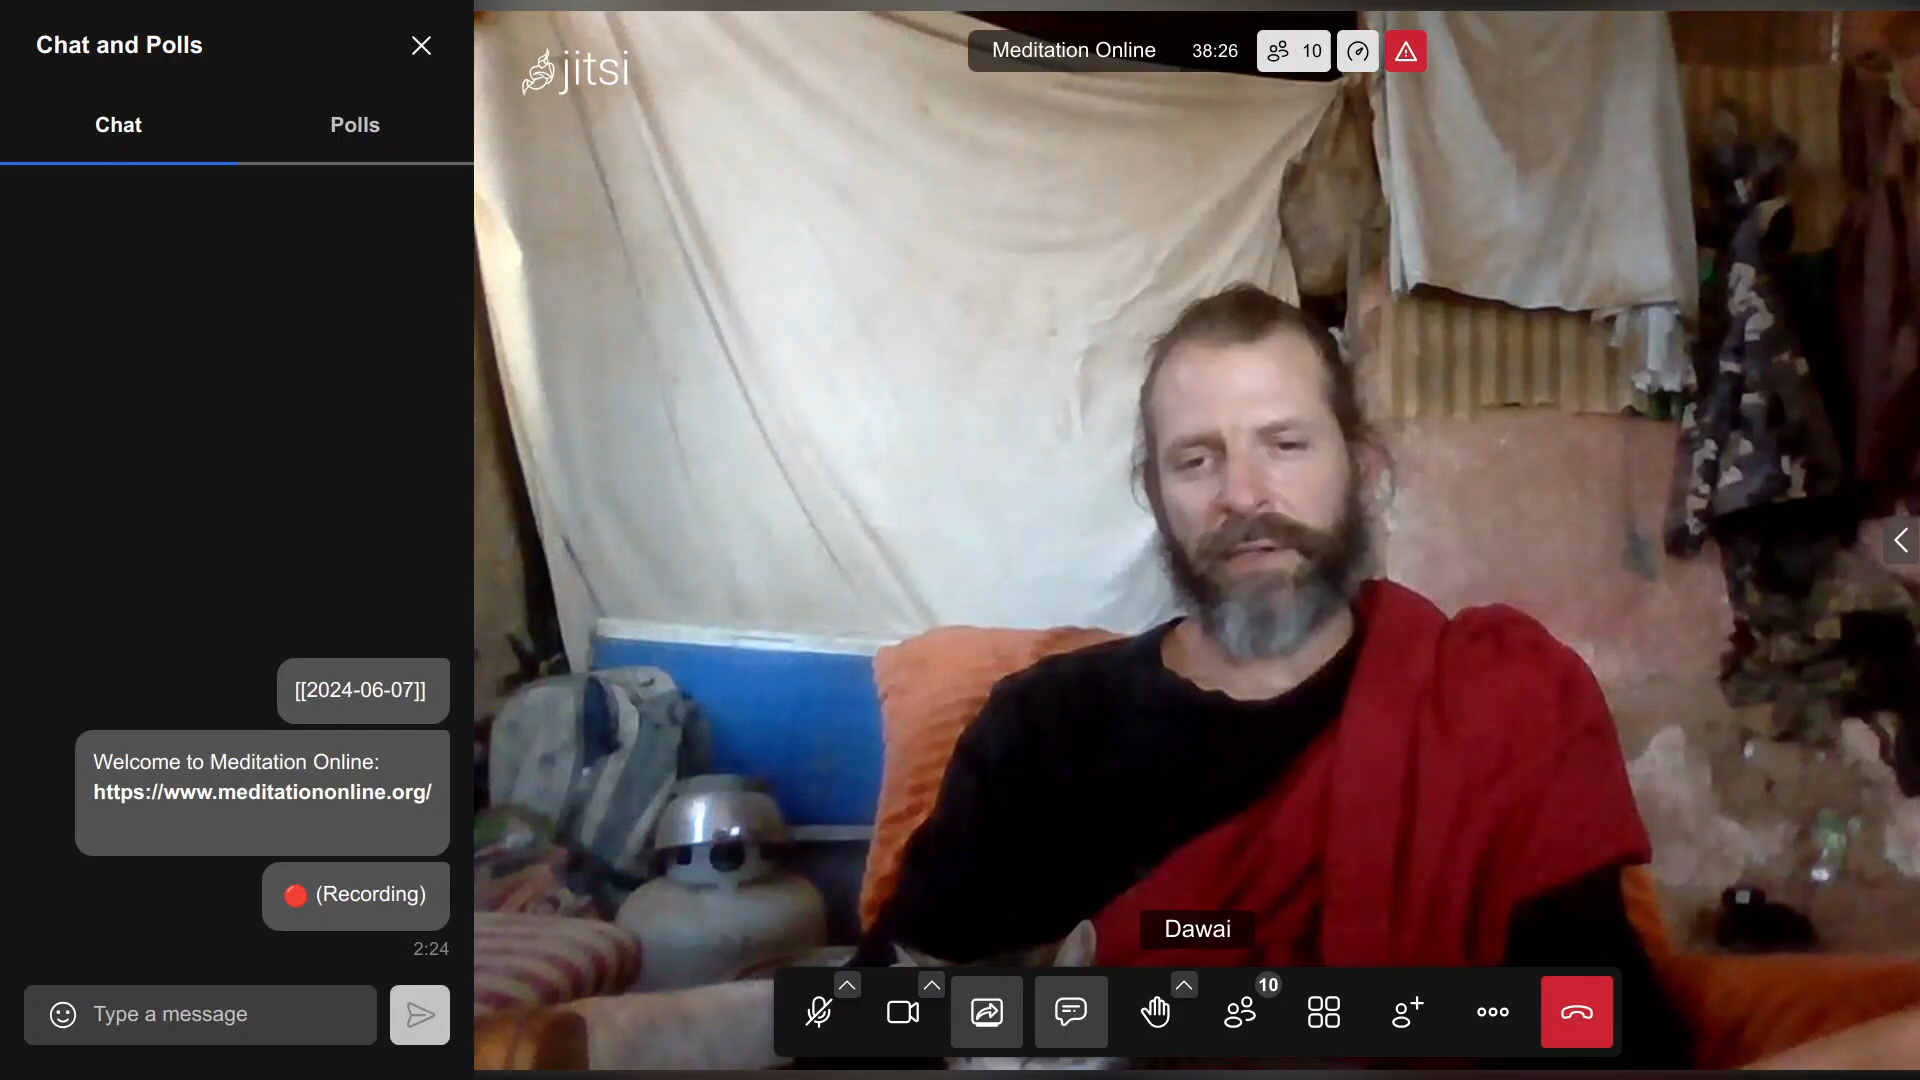 Chat and Polls
Chat
Polls
[[2024-06-07]]
Welcome to Meditation Online:
https://www.meditationonline.org/
(Recording)
2:24
Type a message
jitsi
Meditation Online
38:26
10
Dawai
10